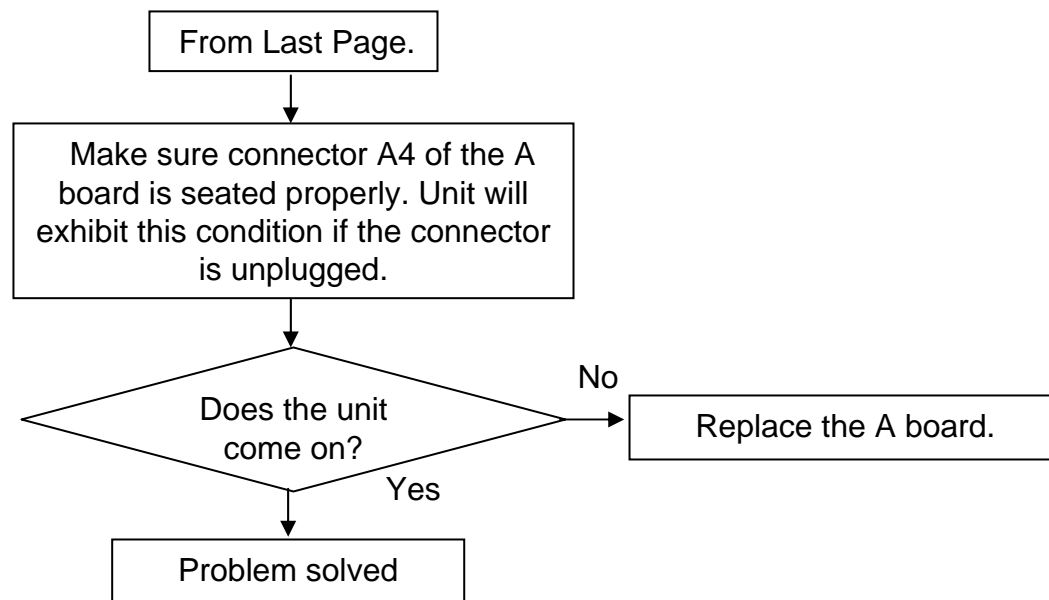 From Last Page.
Make sure connector A4 of the A
board is seated properly. Unit will
exhibit this condition if the connector
is unplugged.
Does the unit
come on?
No
Replace the A board.
Yes
Problem solved